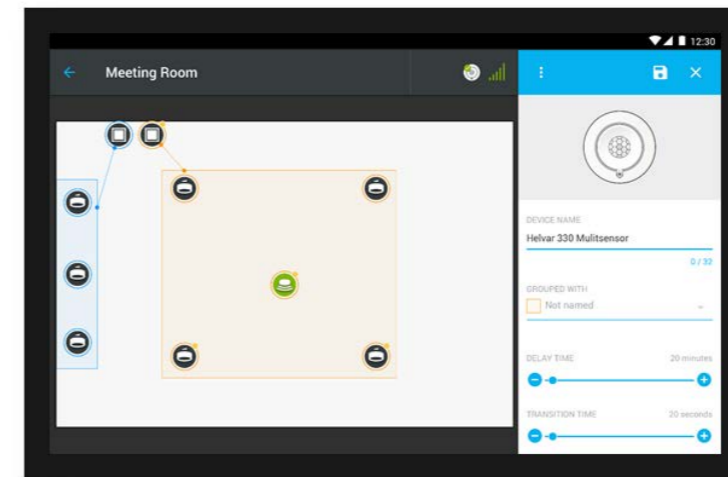 12:30
Meeting Room
DEVICE NAME
Helvar 330 Mulitsensor
0 / 32
GROUPED WITH
Not named
DELAY TIME 20 minutes
TRANSITION TIME 20 seconds